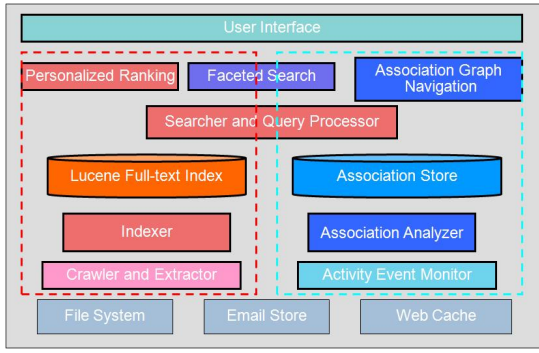 User Interface
Personalized Ranking
Faceted Search
Association Graph
Navigation
Searcher and Query Processor
Lucene Full-text Index
Association Store
Indexer
Association Analyzer
Crawler and Extractor
Activity Event Monitor
File System
Email Store
Web Cache